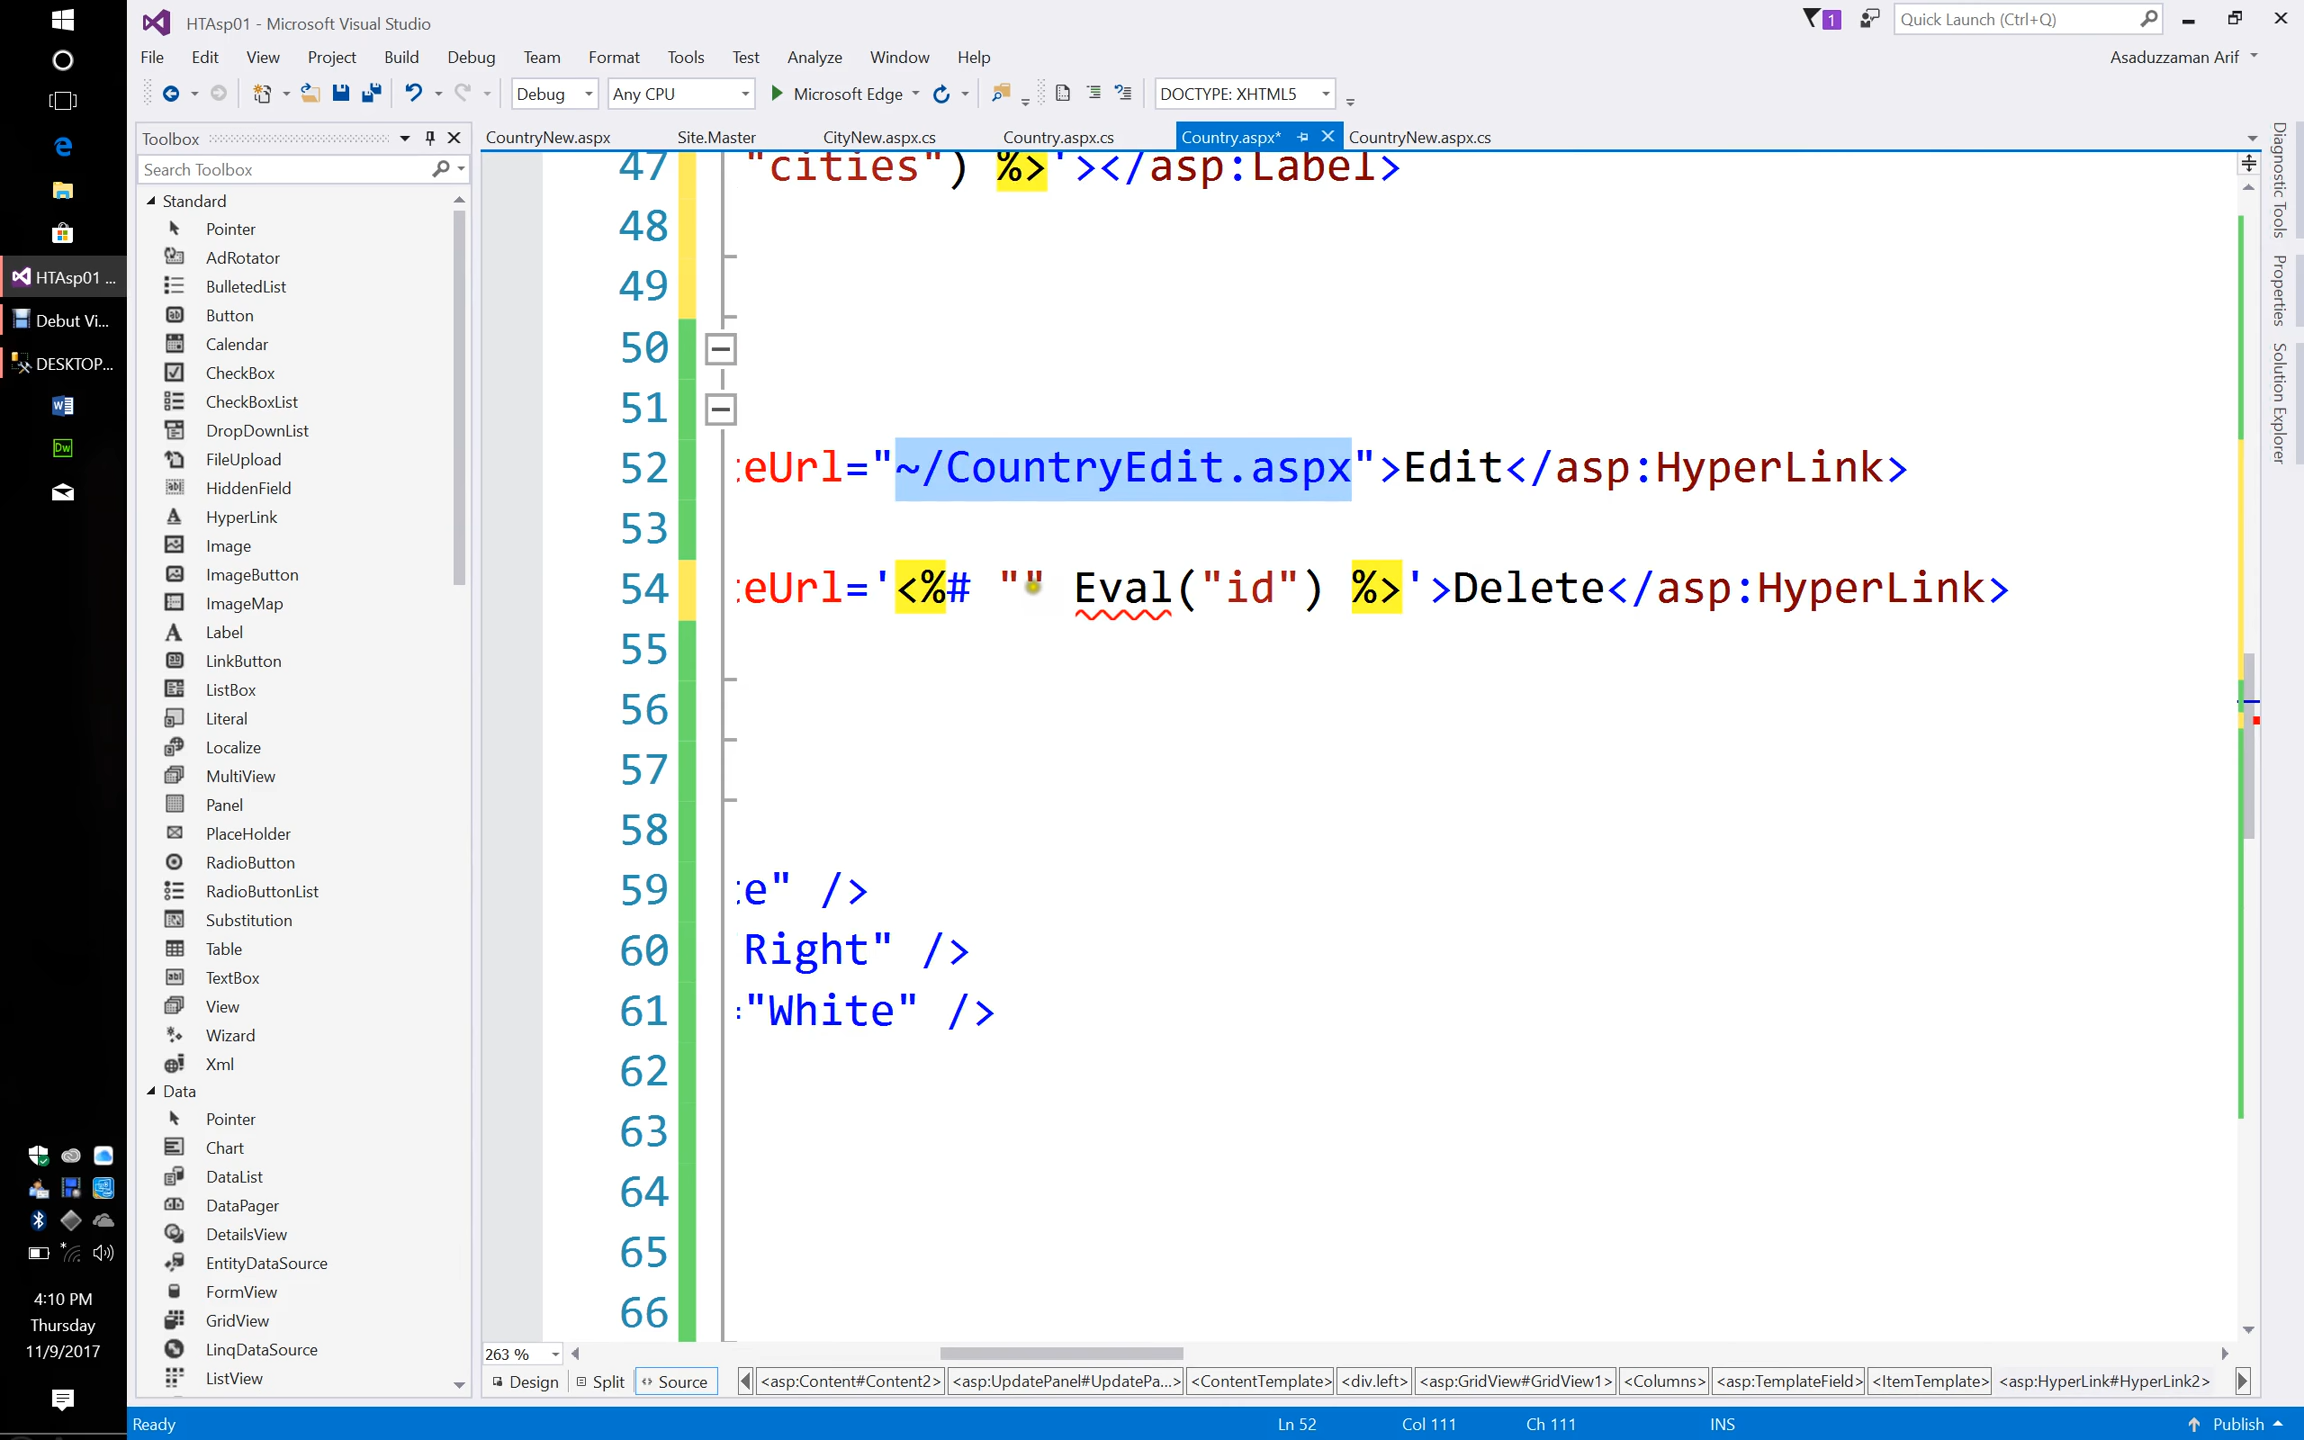 HTAsp01 - Microsoft Visual Studio
1
Quick Launch (Ctrl+Q)
File Edit View Project Build Debug Team Format Tools Test Analyze Window Help
Asaduzzaman Arif
Debug Any CPU Microsoft Edge DOCTYPE: XHTML5
Toolbox
CountryNew.aspx Site.Master CityNew.aspx.cs Country.aspx.cs Country.aspx* CountryNew.aspx.cs
Search Toolbox
Standard
Pointer
AdRotator
BulletedList
Button
Calendar
CheckBox
CheckBoxList
DropDownList
FileUpload
HiddenField
HyperLink
Image
ImageButton
ImageMap
Label
LinkButton
ListBox
Literal
Localize
MultiView
Panel
PlaceHolder
RadioButton
RadioButtonList
Substitution
Table
TextBox
View
Wizard
Xml
Data
Pointer
Chart
DataList
DataPager
DetailsView
EntityDataSource
FormView
GridView
LinqDataSource
ListView
47 "cities") %>'></asp:Label>
48
49
50
51
52 teUrl="~/CountryEdit.aspx">Edit</asp:HyperLink>
53
54 teUrl='<%# "" Eval("id") %>'>Delete</asp:HyperLink>
55
56
57
58
59 te" />
60 Right" />
61 ="White" />
62
63
64
65
66
Diagnostic Tools
Properties
Solution Explorer
HTAsp01 ...
Debut Vi...
DESKTOP...
Dw
4:10 PM
Thursday
11/9/2017
263 %
Design Split Source <asp:Content#Content2> <asp:UpdatePanel#UpdatePa...> <ContentTemplate> <div.left> <asp:GridView#GridView1> <Columns> <asp:TemplateField> <ItemTemplate> <asp:HyperLink#HyperLink2>
Ready Ln 52 Col 111 Ch 111 INS Publish